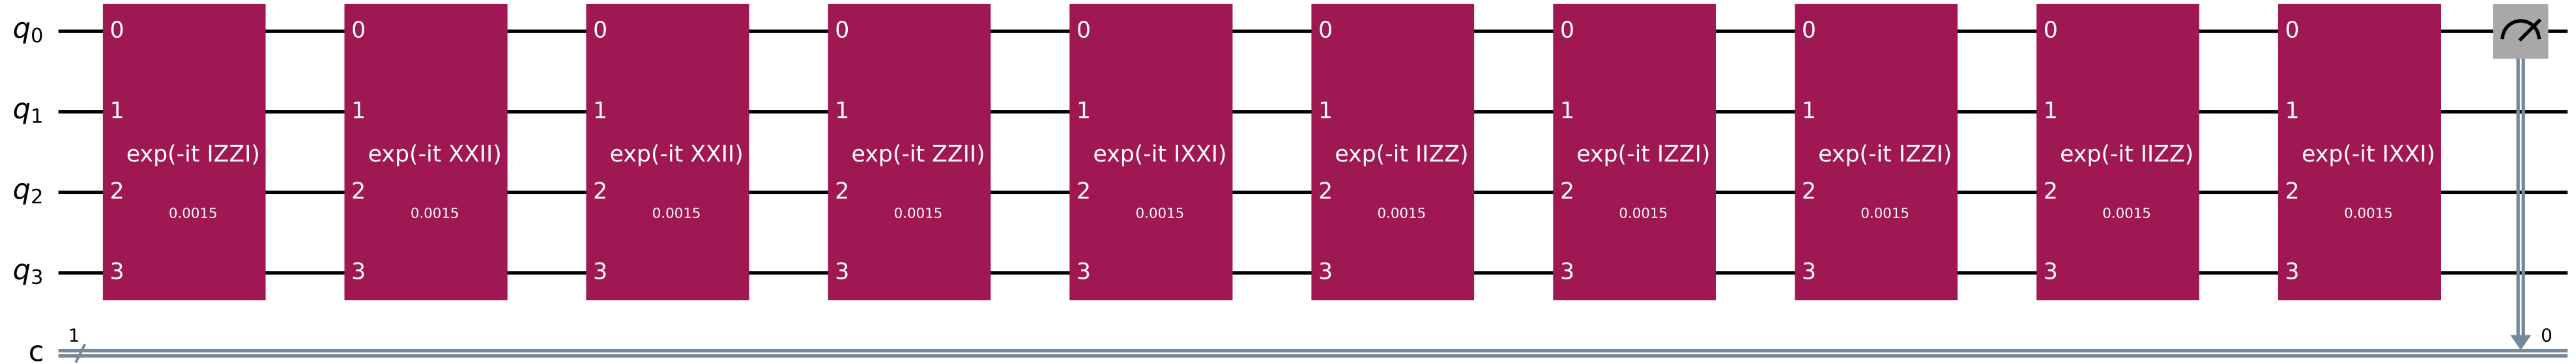 q0 0 0 0 0 0 0 0 0 0 0
q1 1 1 1 1 1 1 1 1 1 1
exp(-it IZZI) exp(-it XXII) exp(-it XXII) exp(-it ZZII) exp(-it IXXI) exp(-it IIZZ) exp(-it IZZI) exp(-it IZZI) exp(-it IIZZ) exp(-it IXXI)
q2 2 2 2 2 2 2 2 2 2 2
0.0015 0.0015 0.0015 0.0015 0.0015 0.0015 0.0015 0.0015 0.0015 0.0015
q3 3 3 3 3 3 3 3 3 3 3
1 0
c